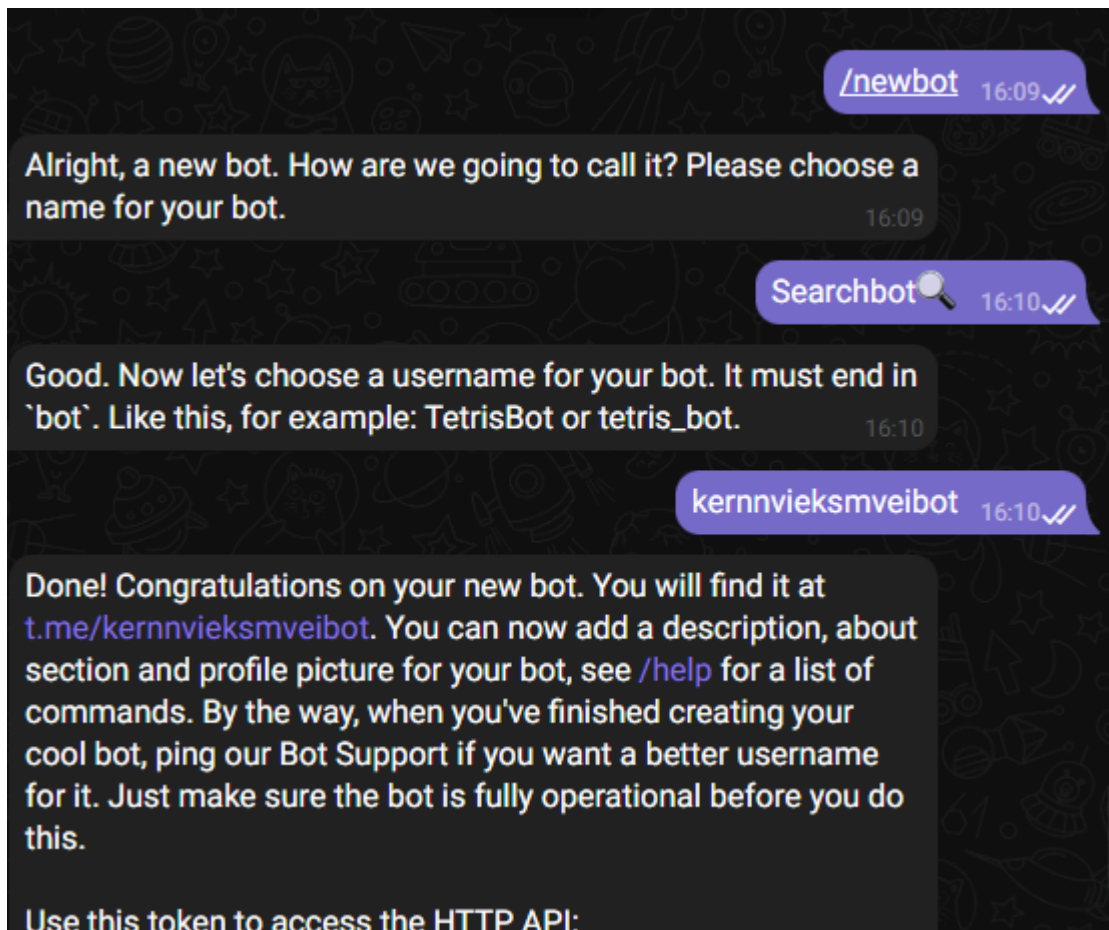 /newbot 16:09
Alright, a new bot. How are we going to call it? Please choose a
name for your bot.
16:09
Searchbot🔍 16:10
Good. Now let's choose a username for your bot. It must end in
`bot`. Like this, for example: TetrisBot or tetris_bot.
16:10
kernnvieksmveibot 16:10
Done! Congratulations on your new bot. You will find it at
t.me/kernnvieksmveibot. You can now add a description, about
section and profile picture for your bot, see /help for a list of
commands. By the way, when you've finished creating your
cool bot, ping our Bot Support if you want a better username
for it. Just make sure the bot is fully operational before you do
this.
Use this token to access the HTTP API: